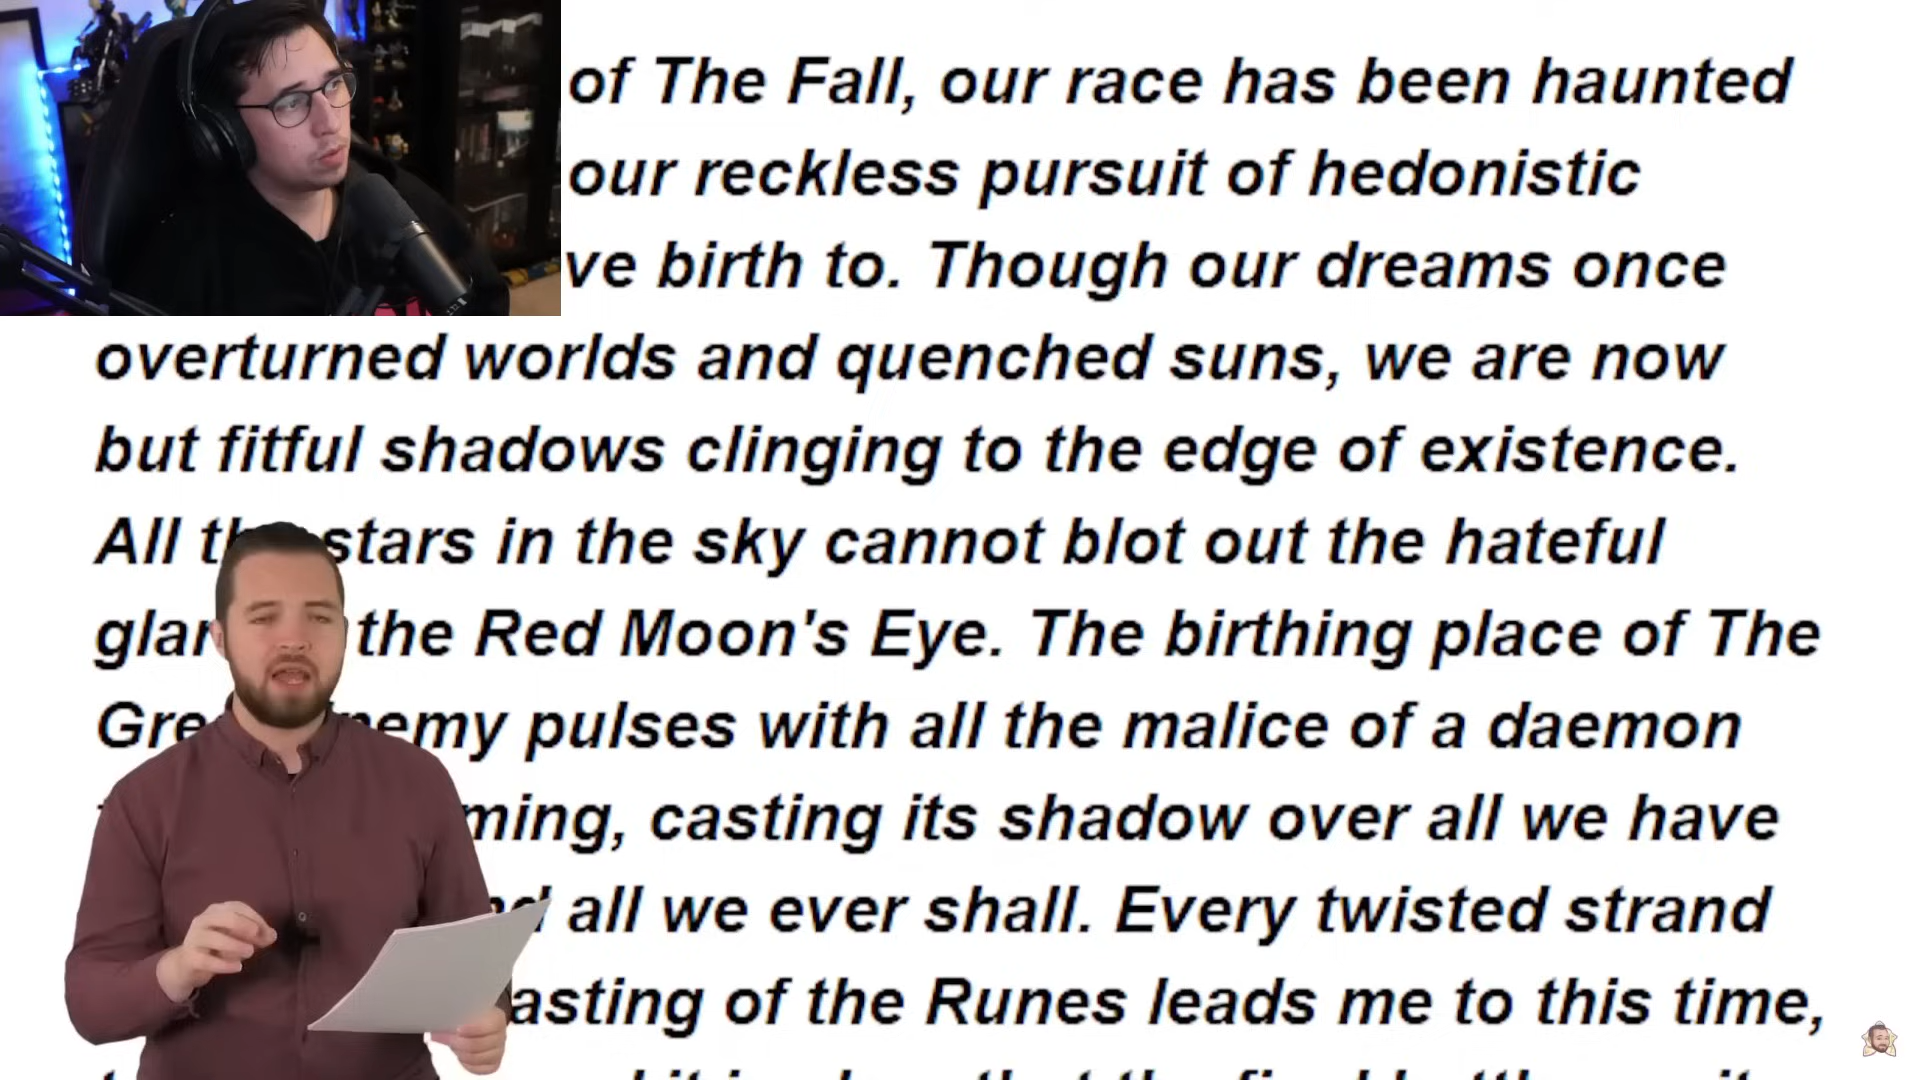 of The Fall, our race has been haunted
our reckless pursuit of hedonistic
birth to. Though our dreams once
overturned worlds and quenched suns, we are now
but fitful shadows clinging to the edge of existence.
All stars in the sky cannot blot out the hateful
the Red Moon's Eye. The birthing place of The
pulses with all the malice of a daemon
casting its shadow over all we have
all we ever shall. Every twisted strand
of the Runes leads me to this time,